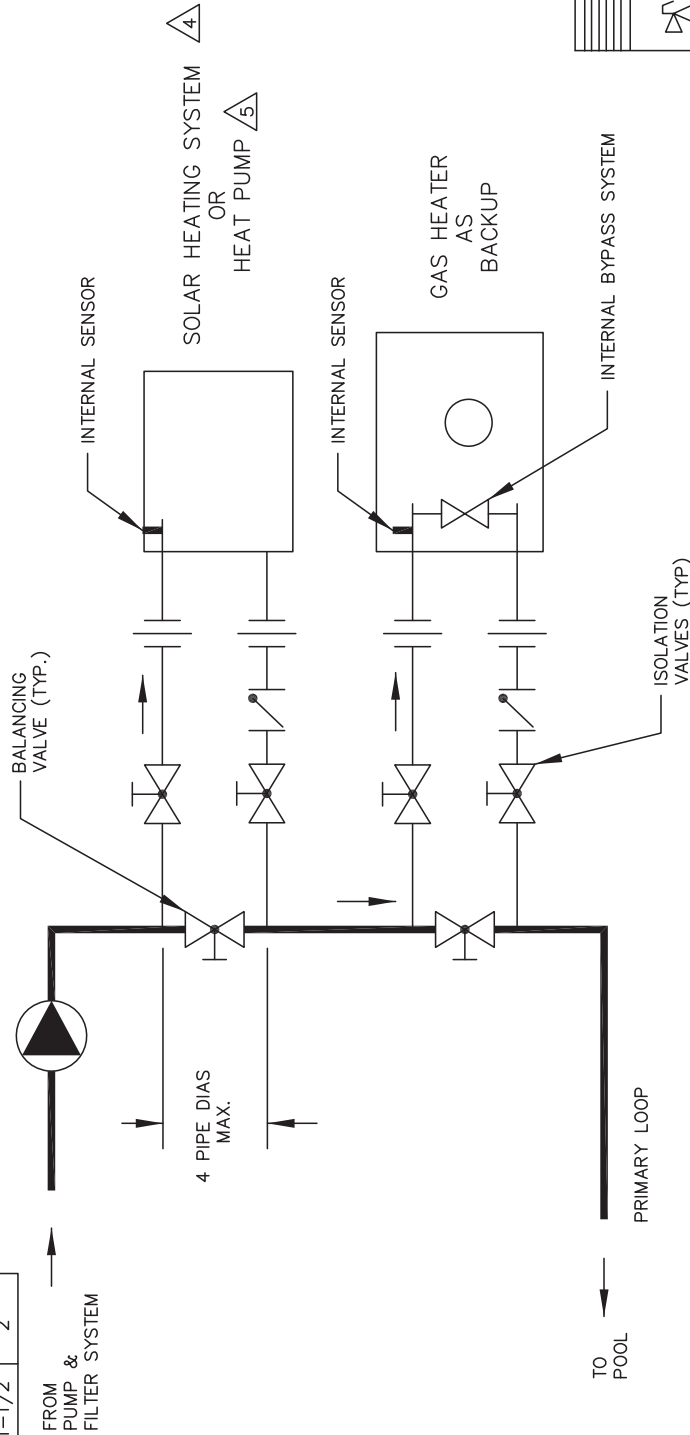 4
SOLAR HEATING SYSTEM
OR
HEAT PUMP
5
INTERNAL SENSOR
GAS HEATER
AS
BACKUP
INTERNAL SENSOR
INTERNAL BYPASS SYSTEM
BALANCING
VALVE (TYP.)
ISOLATION
VALVES (TYP)
4 PIPE DIAS
MAX.
PRIMARY LOOP
1-1/2 2
FROM
PUMP &
FILTER SYSTEM
TO
POOL